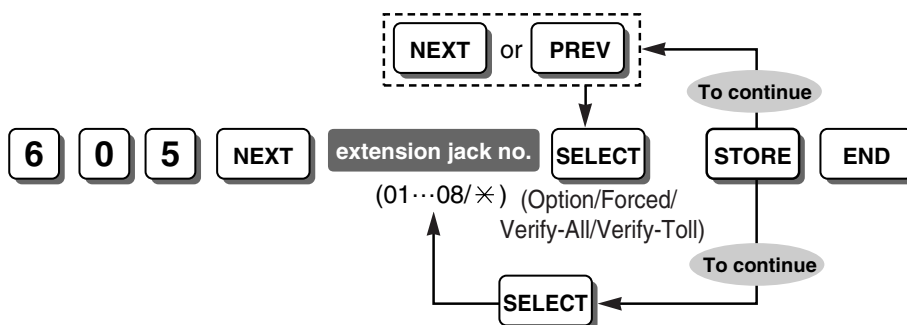 NEXT or PREV
To continue
6 0 5 NEXT extension jack no. SELECT STORE END
(01···08/✳) (Option/Forced/
Verify-All/Verify-Toll)
To continue
SELECT